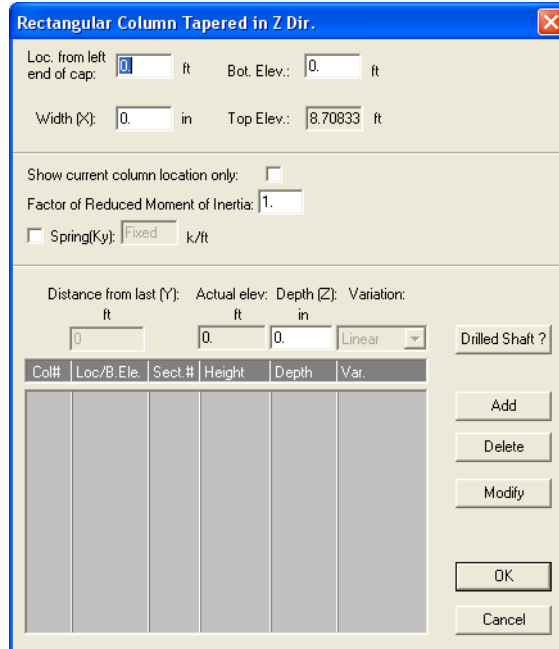 Rectangular Column Tapered in Z Dir.
Loc. from left end of cap: 0. ft Bot. Elev.: 0. ft
Width (X): 0. in Top Elev.: 8.70833 ft
Show current column location only:
Factor of Reduced Moment of Inertia: 1.
Spring(Ky): Fixed k/ft
Distance from last (Y): Actual elev: Depth (Z): Variation:
ft ft in
0 0. 0. Linear Drilled Shaft ?
Col# Loc/B.Ele. Sect.# Height Depth Var.
Add
Delete
Modify
OK
Cancel